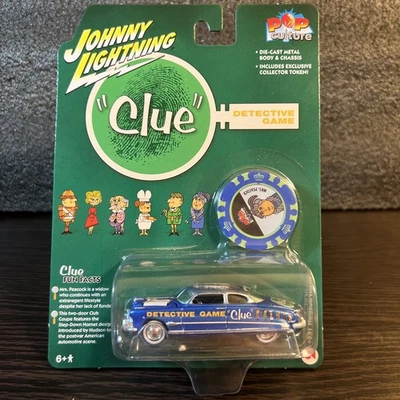 JOHNNY
LIGHTNING
POP
culture
• DIE-CAST METAL
BODY & CHASSIS
• INCLUDES EXCLUSIVE
COLLECTOR TOKEN!
"Clue"
DETECTIVE
GAME
MRS. PEACOCK
Clue
FUN FACTS
Mrs. Peacock is a widow
who continues with an
extravagant lifestyle
despite her lack of funds
This two-door Club
Coupe features the
Step-Down Hornet design
introduced by Hudson to
the postwar American
automotive scene.
DETECTIVE GAME "Clue"
6+